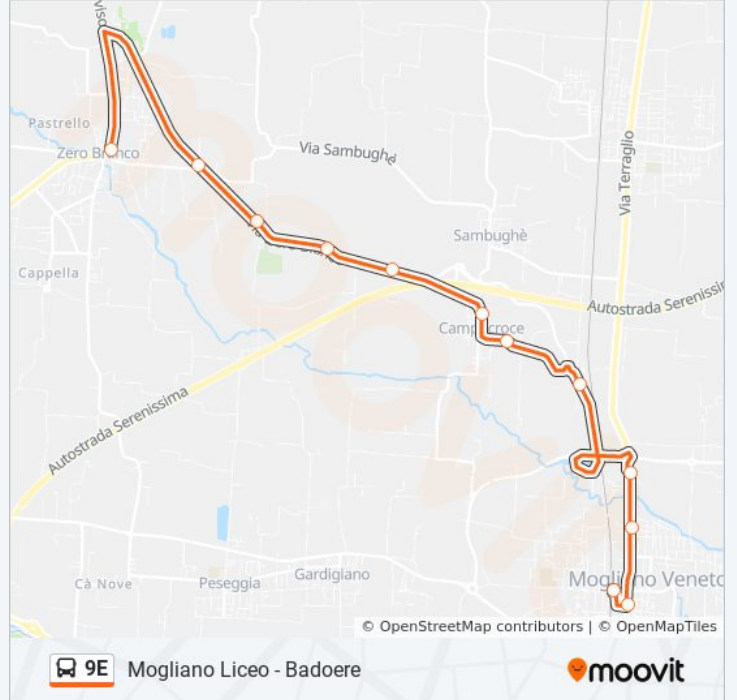 Pastrello
Zero Branco
Via Sambughè
Via Terraglio
Sambughè
Cappella
Autostrada Serenissi
Campocroce
Autostrada Serenissima
Cà Nove
Peseggia
Gardigiano
Mogliano Veneto
© OpenStreetMap contributors | © OpenMapTiles
9E Mogliano Liceo - Badoere
moovit